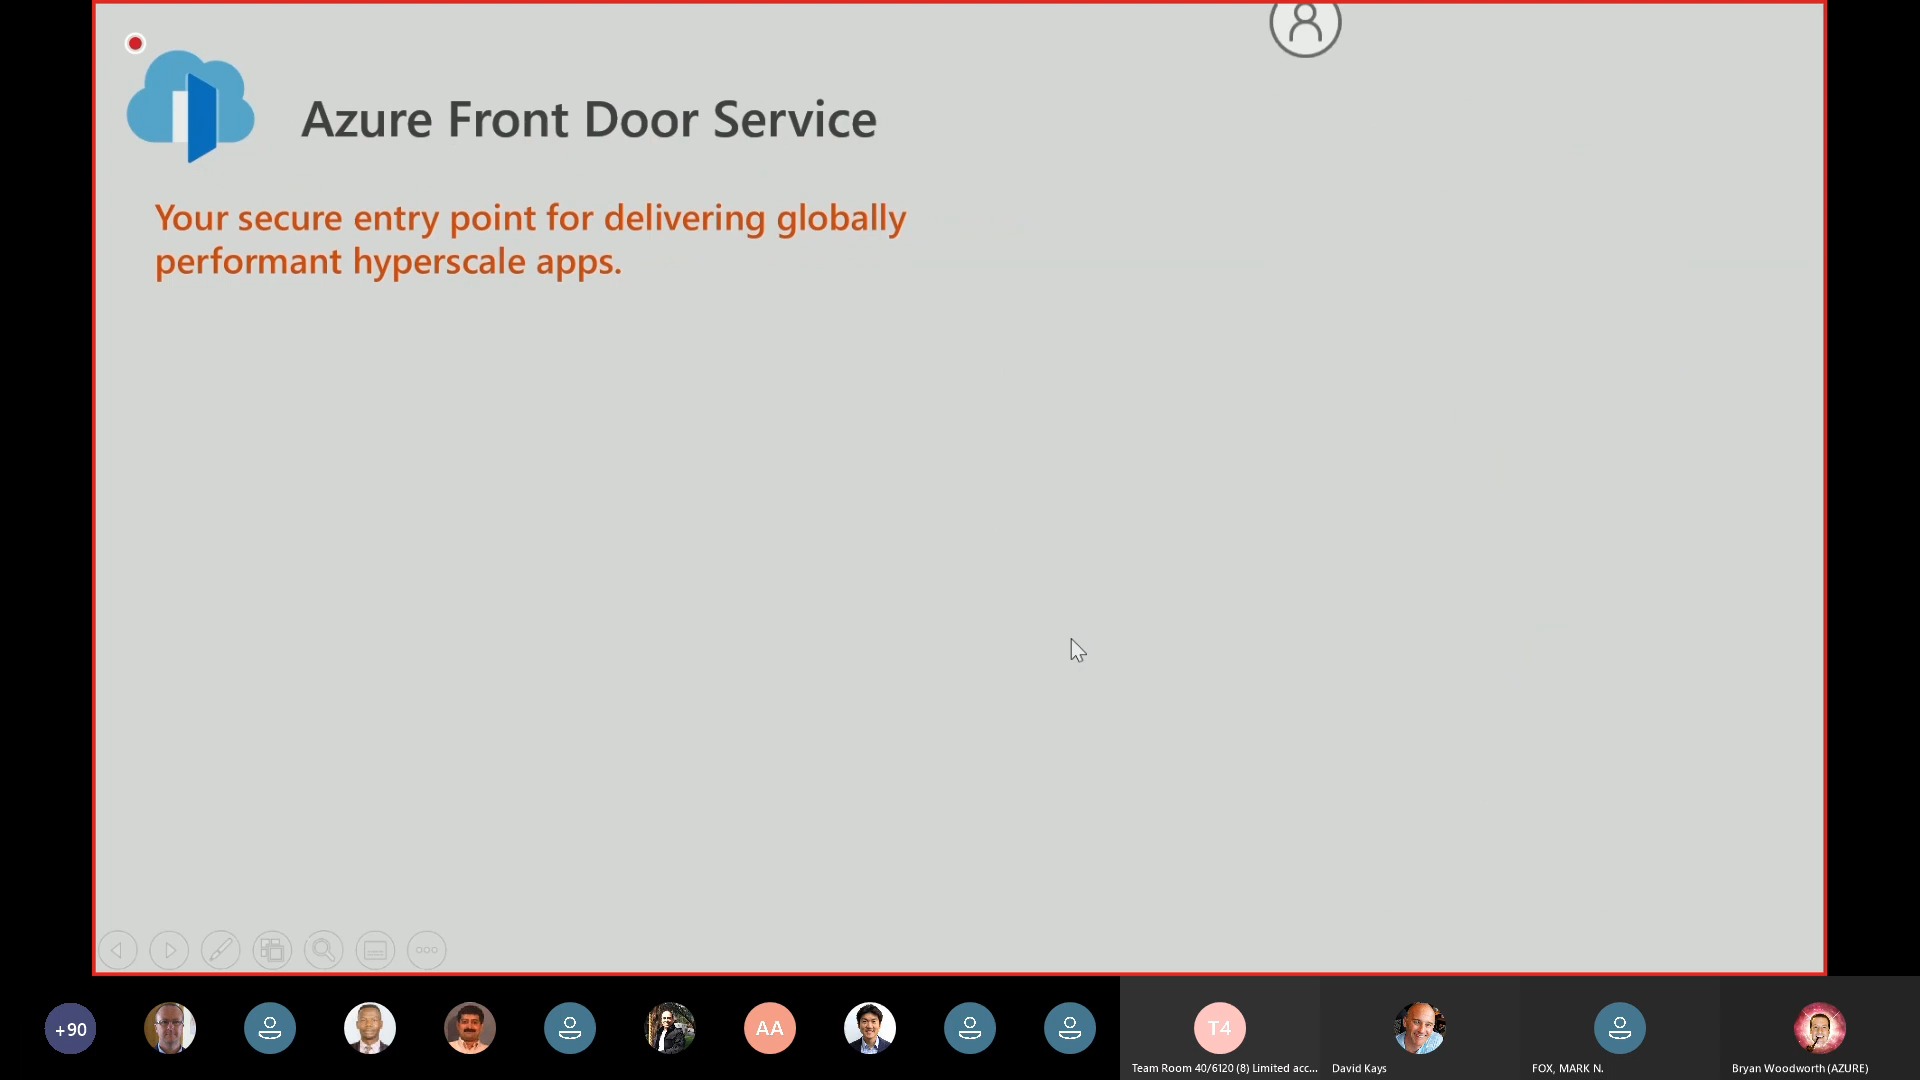 Azure Front Door Service
Your secure entry point for delivering globally
performant hyperscale apps.
+90
AA
T4
Team Room 40/6120 (8) Limited acc...
David Kays
FOX, MARK N.
Bryan Woodworth (AZURE)